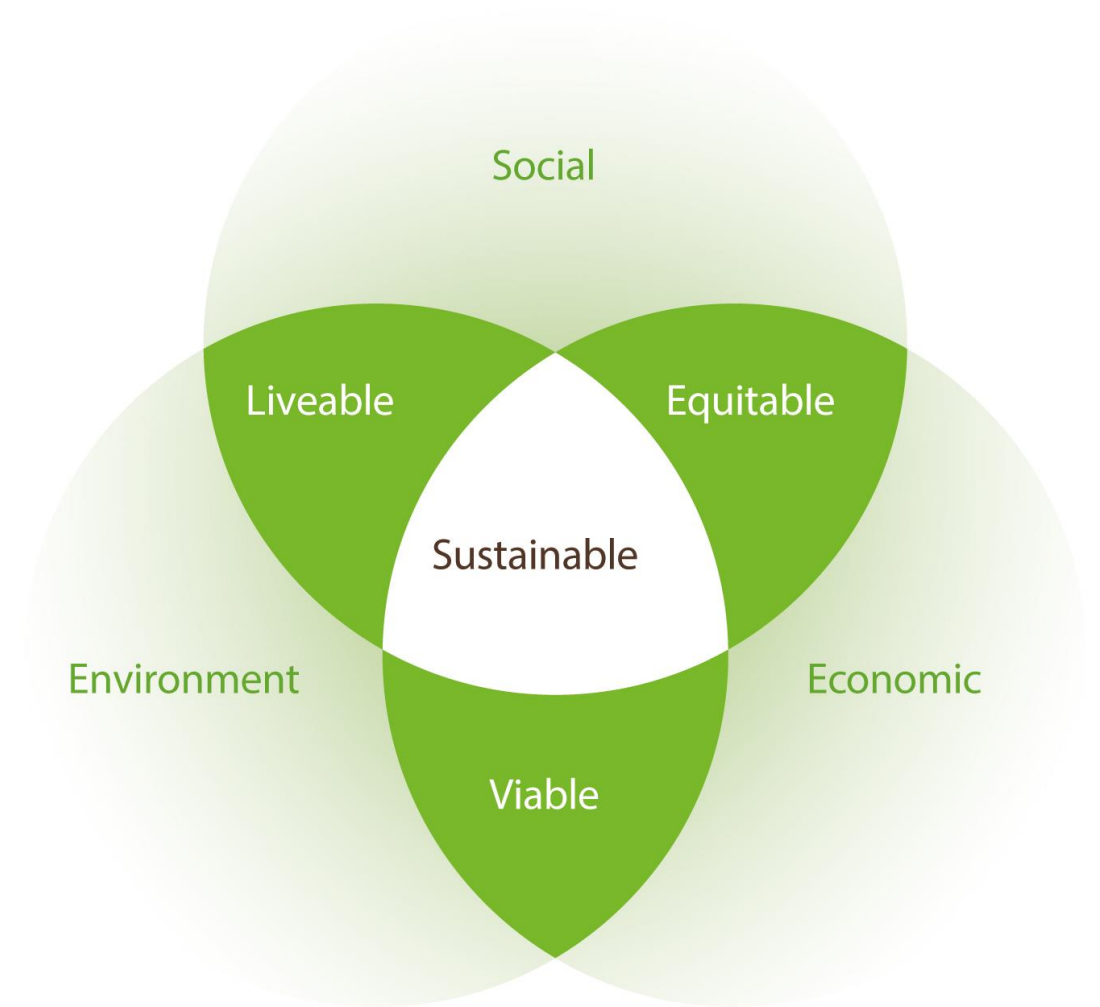 Social
Liveable
Equitable
Sustainable
Environment
Economic
Viable